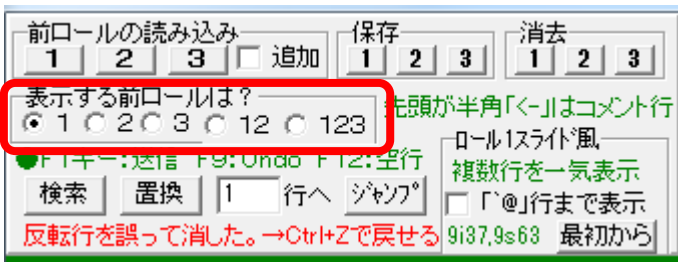 前ロールの読み込み
1 2 3 追加
保存
1 2 3
消去
1 2 3
表示する前ロールは?
1 2 3 12 123
先頭が半角「<-」はコメント行
●F1キー:送信 F9:Undo F12:空行
検索 置換 1 行へ ジャンプ
反転行を誤って消した。→Ctrl+Zで戻せる
ロール1スライド風
複数行を一気表示
「`@」行まで表示
9i37,9s63 最初から